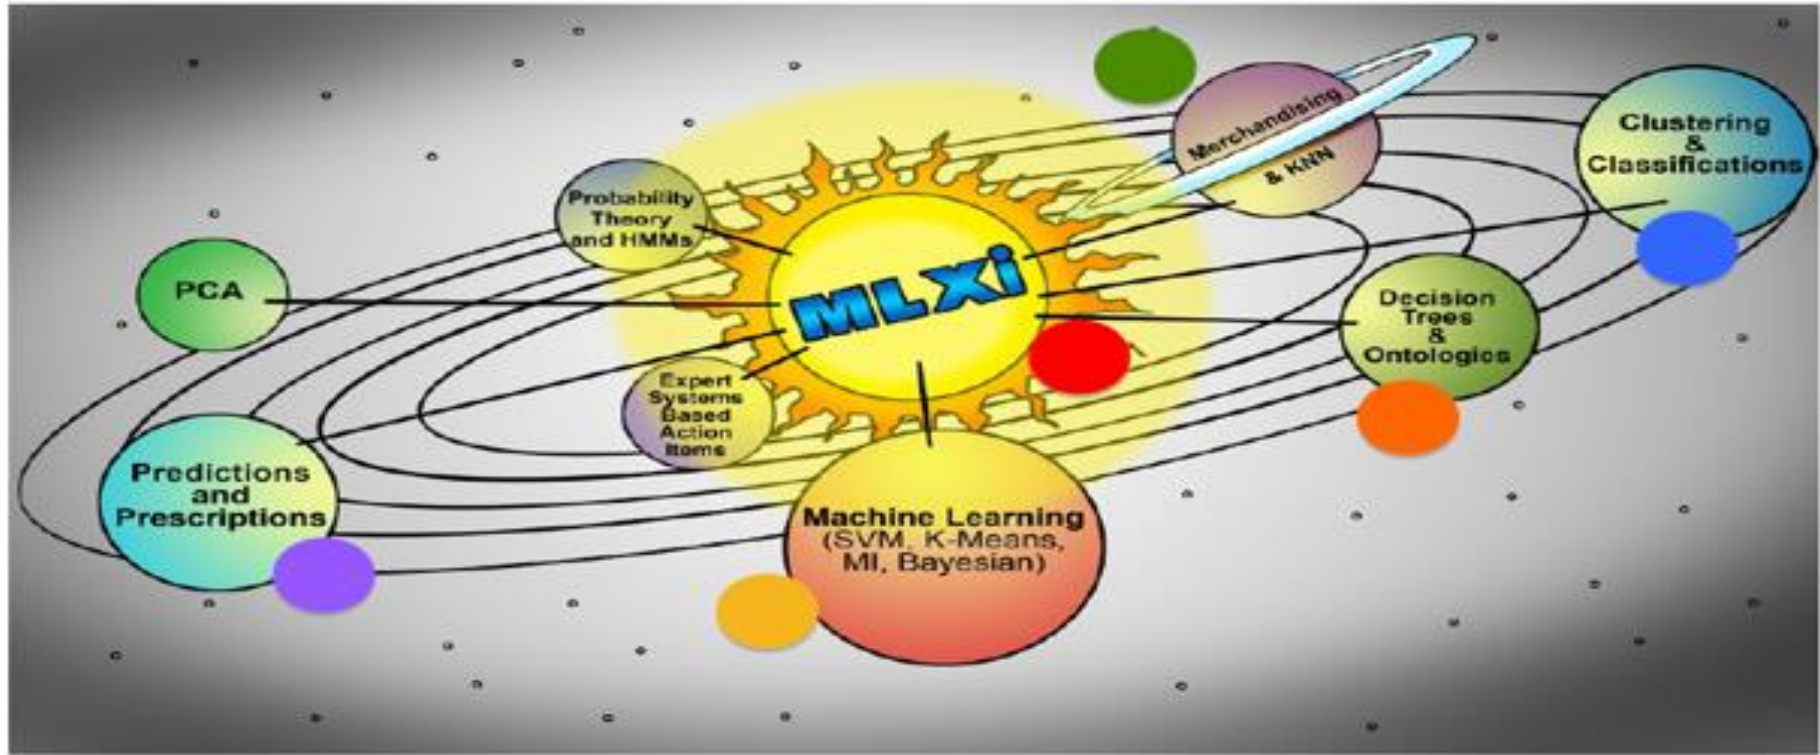 Merchandising
& KNN
Clustering
&
Classifications
Probability
Theory
and HMMs
PCA
MLXi
Decision
Trees
&
Ontologies
Expert
Systems
Based
Action
Items
Predictions
and
Prescriptions
Machine Learning
(SVM, K-Means,
MI, Bayesian)